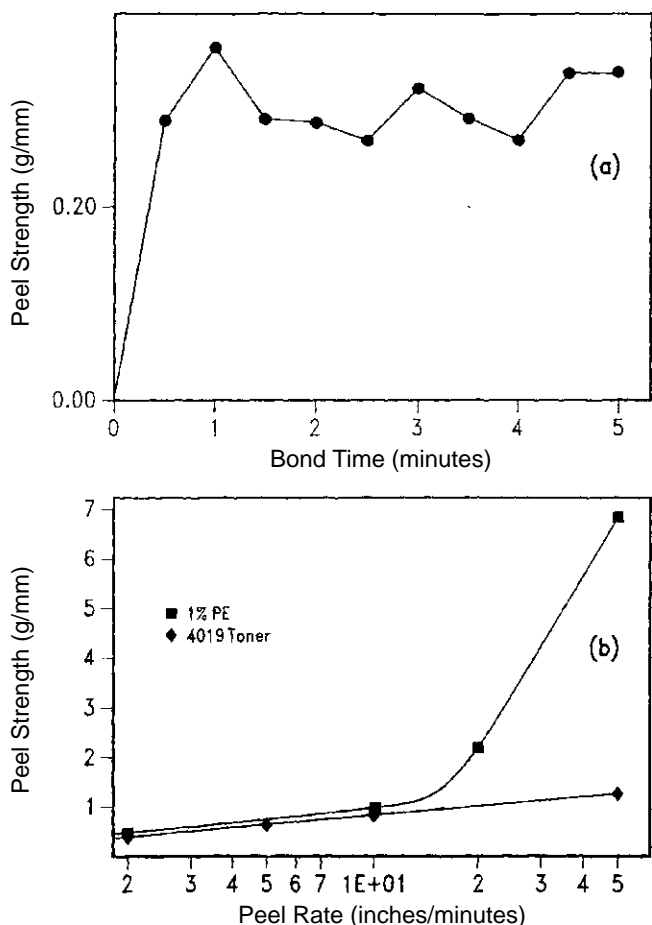 Peel Strength (g/mm)
0.20
0.00
(a)
0 1 2 3 4 5
Bond Time (minutes)
Peel Strength (g/mm)
7
6
5
4
3
2
1
■ 1% PE
◆ 4019 Toner
(b)
2 3 4 5 6 7 1E+01 2 3 4 5
Peel Rate (inches/minutes)